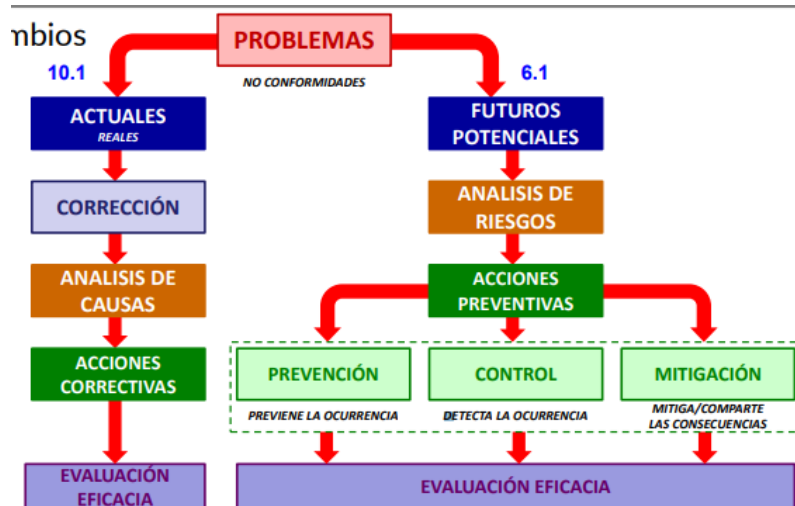 mbios
PROBLEMAS
10.1
NO CONFORMIDADES
6.1
ACTUALES
REALES
FUTUROS
POTENCIALES
CORRECCIÓN
ANALISIS DE
RIESGOS
ANALISIS DE
CAUSAS
ACCIONES
PREVENTIVAS
ACCIONES
CORRECTIVAS
PREVENCIÓN
CONTROL
MITIGACIÓN
PREVIENE LA OCURRENCIA
DETECTA LA OCURRENCIA
MITIGA/COMPARTE
LAS CONSECUENCIAS
EVALUACIÓN
EFICACIA
EVALUACIÓN EFICACIA